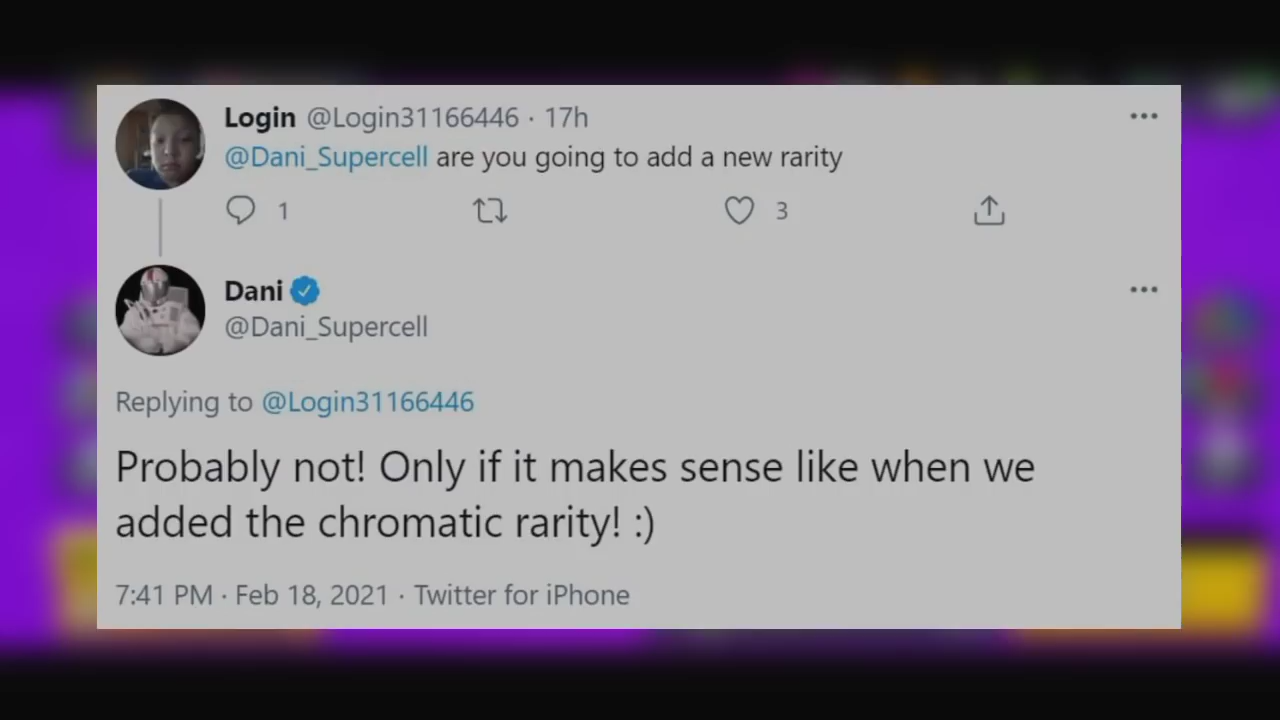 Login @Login31166446 · 17h
@Dani_Supercell are you going to add a new rarity
1 3
Dani
@Dani_Supercell
Replying to @Login31166446
Probably not! Only if it makes sense like when we
added the chromatic rarity! :)
7:41 PM · Feb 18, 2021 · Twitter for iPhone